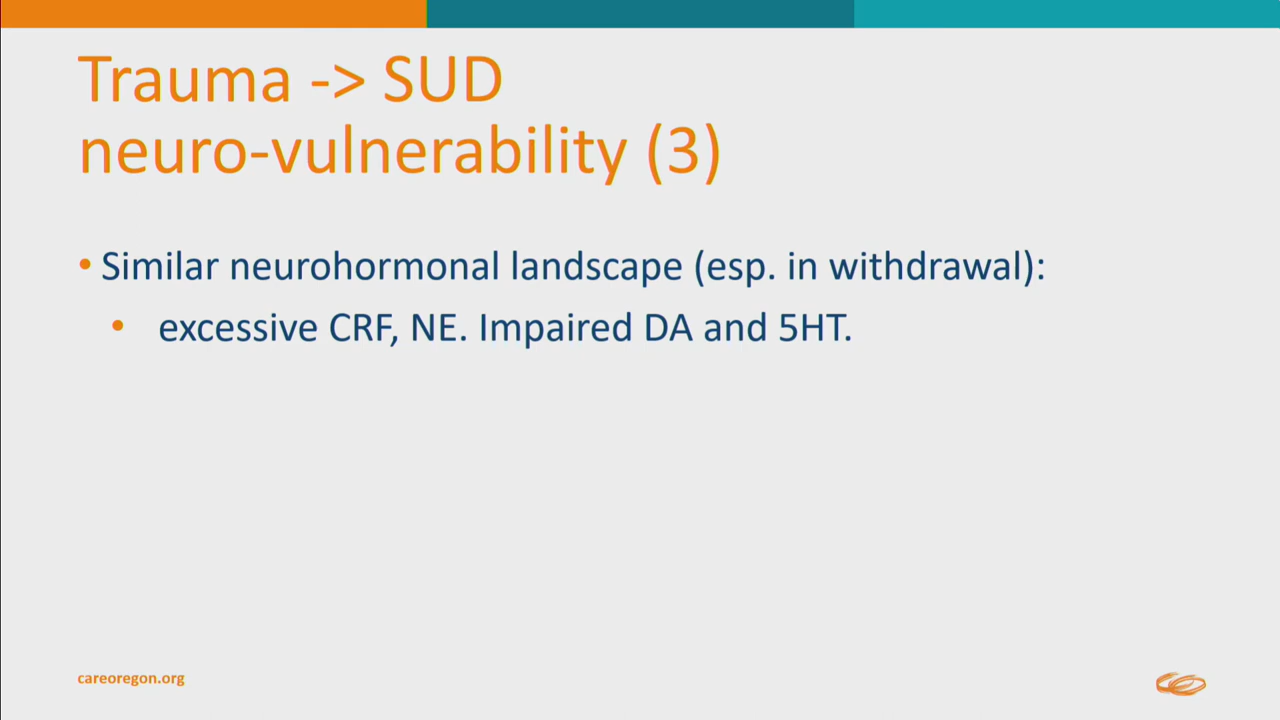 Trauma -> SUD
neuro-vulnerability (3)
• Similar neurohormonal landscape (esp. in withdrawal):
• excessive CRF, NE. Impaired DA and 5HT.
careoregon.org